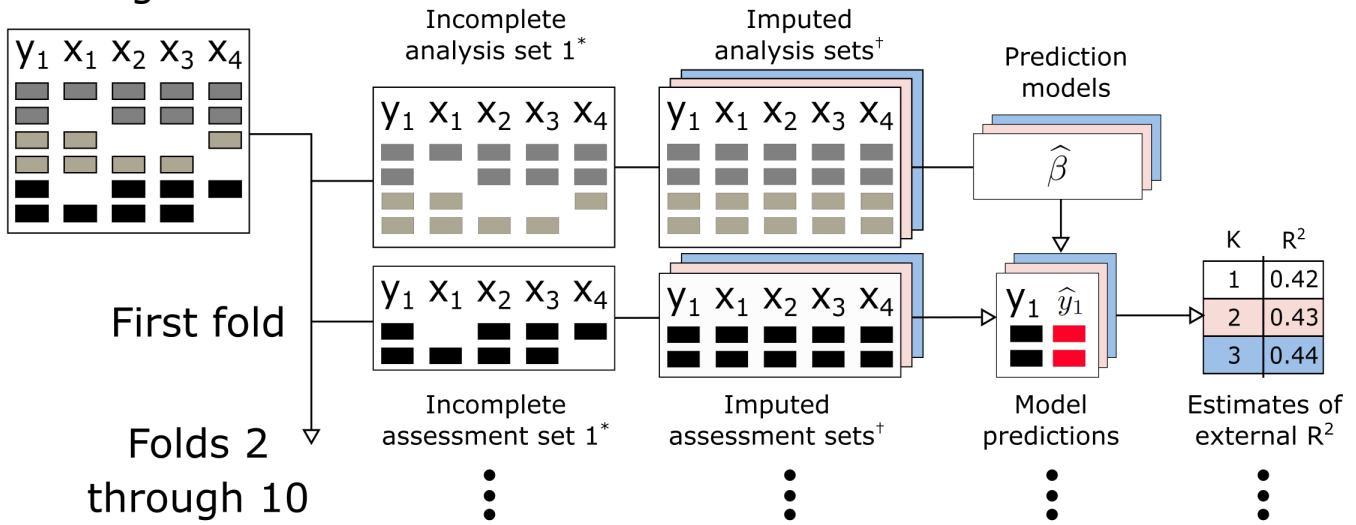 y₁ x₁ x₂ x₃ x₄
Incomplete
analysis set 1*
y₁ x₁ x₂ x₃ x₄
Imputed
analysis sets†
y₁ x₁ x₂ x₃ x₄
Prediction
models
β̂
First fold
y₁ x₁ x₂ x₃ x₄
Incomplete
assessment set 1*
y₁ x₁ x₂ x₃ x₄
Imputed
assessment sets†
y₁ ŷ₁
Model
predictions
K R²
1 0.42
2 0.43
3 0.44
Estimates of
external R²
Folds 2
through 10